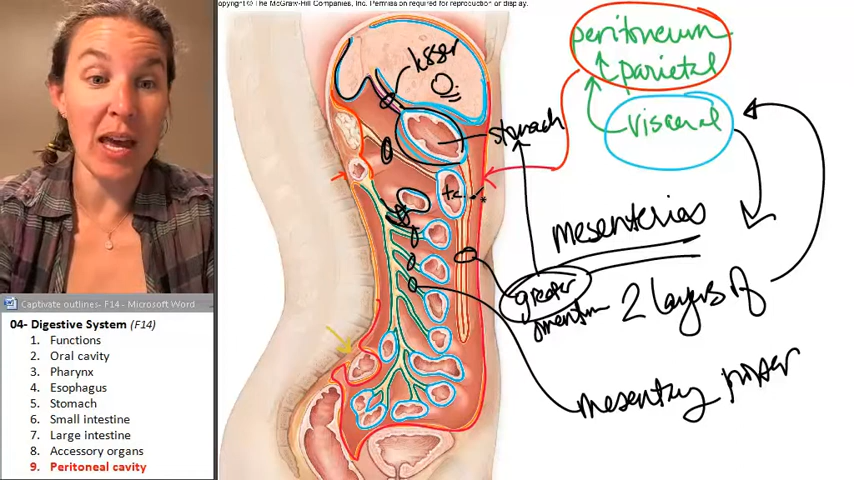 opyright © The McGraw-Hill Companies, Inc. Permission required for reproduction or display.
peritoneum
parietal
visceral
lesser
stomach
mesenteries
greater
omentum
2 layers of
mesentery proper
Captivate outlines- F14 - Microsoft Word
04- Digestive System (F14)
1. Functions
2. Oral cavity
3. Pharynx
4. Esophagus
5. Stomach
6. Small intestine
7. Large intestine
8. Accessory organs
9. Peritoneal cavity